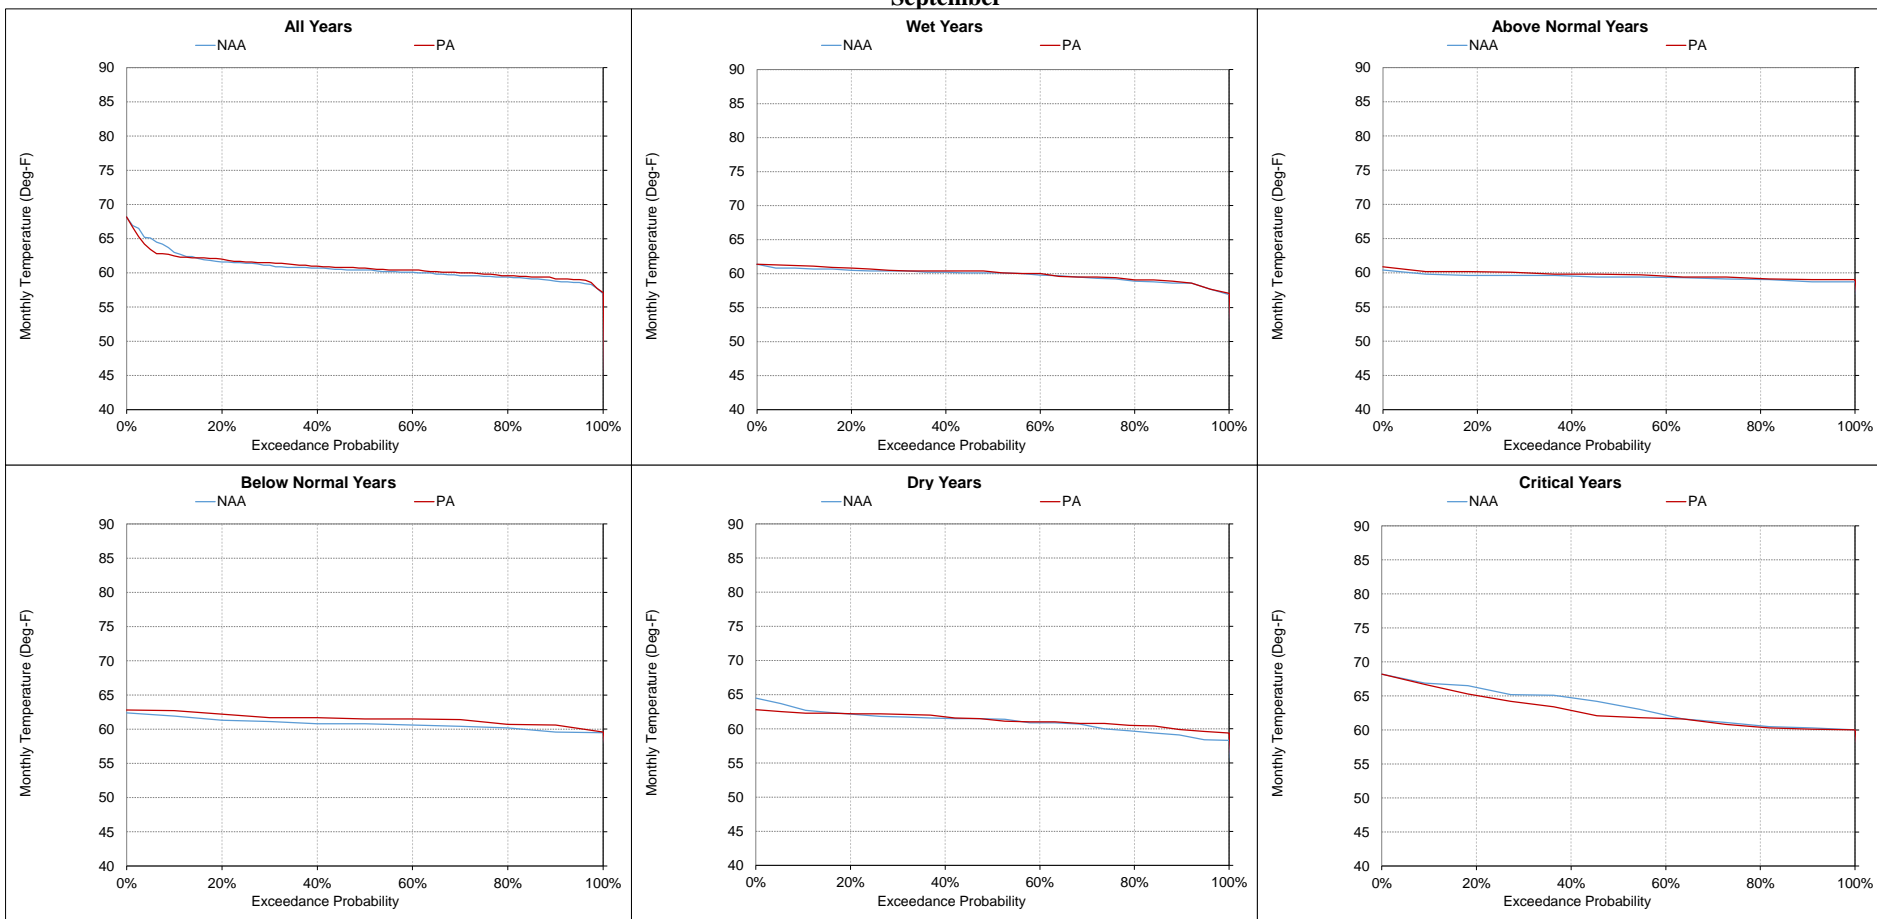 September
All Years
NAA PA
Monthly Temperature (Deg-F)
90
85
80
75
70
65
60
55
50
45
40
0% 20% 40% 60% 80% 100%
Exceedance Probability
Wet Years
NAA PA
Monthly Temperature (Deg-F)
90
85
80
75
70
65
60
55
50
45
40
0% 20% 40% 60% 80% 100%
Exceedance Probability
Above Normal Years
NAA PA
Monthly Temperature (Deg-F)
90
85
80
75
70
65
60
55
50
45
40
0% 20% 40% 60% 80% 100%
Exceedance Probability
Below Normal Years
NAA PA
Monthly Temperature (Deg-F)
90
85
80
75
70
65
60
55
50
45
40
0% 20% 40% 60% 80% 100%
Exceedance Probability
Dry Years
NAA PA
Monthly Temperature (Deg-F)
90
85
80
75
70
65
60
55
50
45
40
0% 20% 40% 60% 80% 100%
Exceedance Probability
Critical Years
NAA PA
Monthly Temperature (Deg-F)
90
85
80
75
70
65
60
55
50
45
40
0% 20% 40% 60% 80% 100%
Exceedance Probability